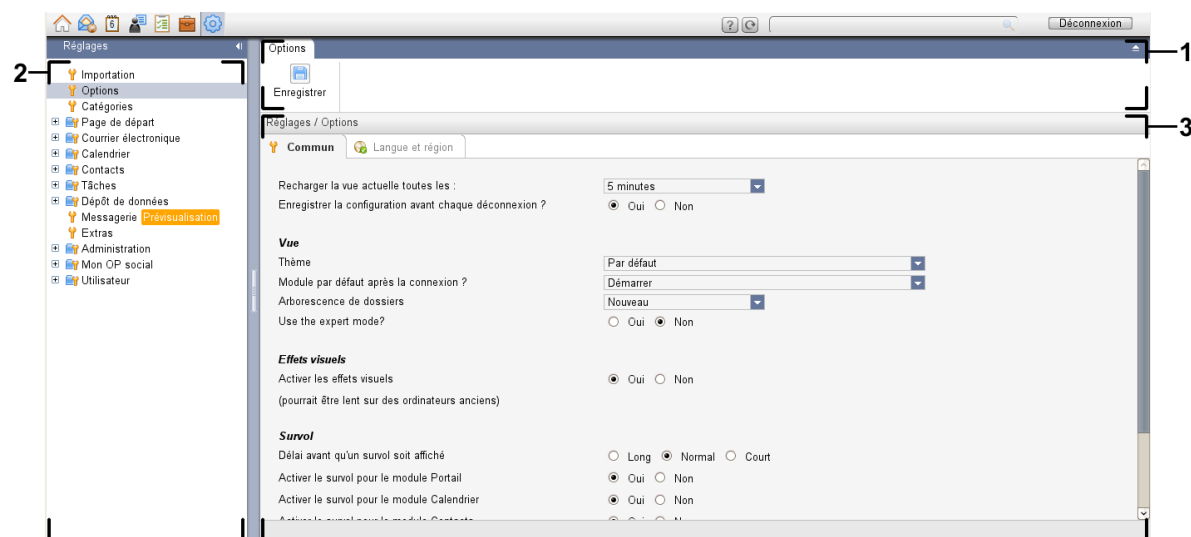 6
?
Déconnexion
Réglages
Options
1
2
Importation
Options
Catégories
Page de départ
Courrier électronique
Calendrier
Contacts
Tâches
Dépôt de données
Messagerie Prévisualisation
Extras
Administration
Mon OP social
Utilisateur
Enregistrer
Réglages / Options
3
Commun
Langue et région
Recharger la vue actuelle toutes les : 5 minutes
Enregistrer la configuration avant chaque déconnexion ? Oui Non
Vue
Thème Par défaut
Module par défaut après la connexion ? Démarrer
Arborescence de dossiers Nouveau
Use the expert mode? Oui Non
Effets visuels
Activer les effets visuels Oui Non
(pourrait être lent sur des ordinateurs anciens)
Survol
Délai avant qu'un survol soit affiché Long Normal Court
Activer le survol pour le module Portail Oui Non
Activer le survol pour le module Calendrier Oui Non